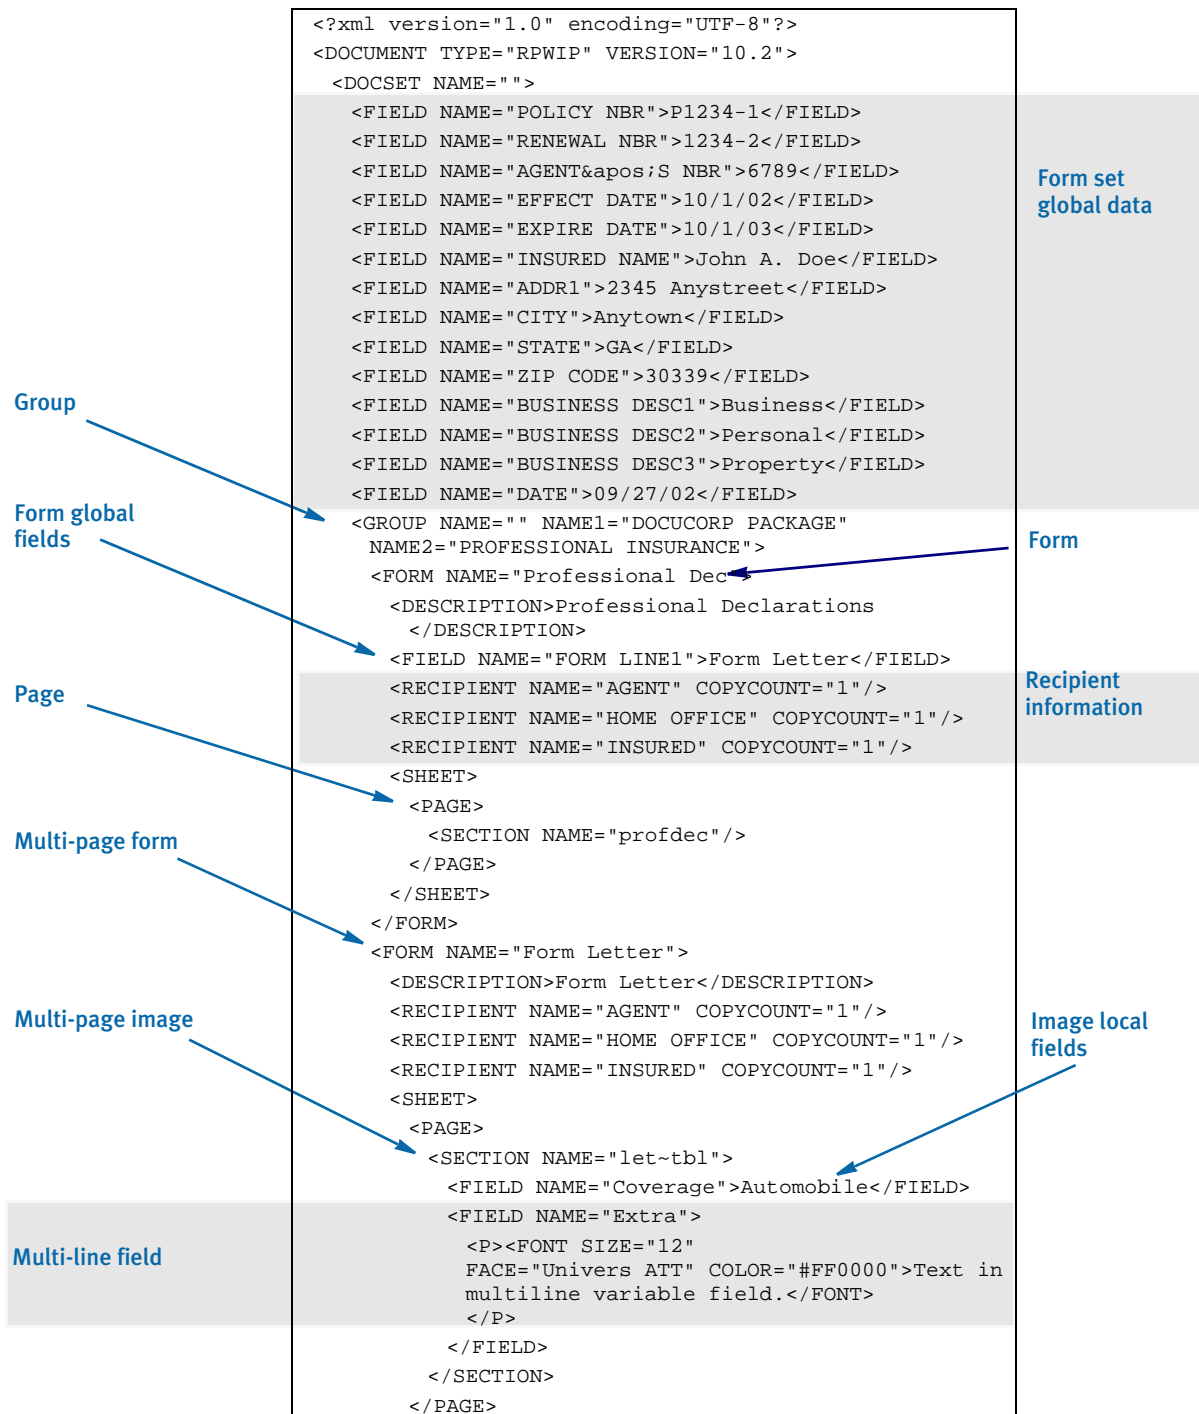 <?xml version="1.0" encoding="UTF-8"?>
<DOCUMENT TYPE="RPWIP" VERSION="10.2">
<DOCSET NAME="">
<FIELD NAME="POLICY NBR">P1234-1</FIELD>
<FIELD NAME="RENEWAL NBR">1234-2</FIELD>
<FIELD NAME="AGENT&apos;S NBR">6789</FIELD>
Form set
global data
<FIELD NAME="EFFECT DATE">10/1/02</FIELD>
<FIELD NAME="EXPIRE DATE">10/1/03</FIELD>
<FIELD NAME="INSURED NAME">John A. Doe</FIELD>
<FIELD NAME="ADDR1">2345 Anystreet</FIELD>
<FIELD NAME="CITY">Anytown</FIELD>
<FIELD NAME="STATE">GA</FIELD>
<FIELD NAME="ZIP CODE">30339</FIELD>
Group
<FIELD NAME="BUSINESS DESC1">Business</FIELD>
<FIELD NAME="BUSINESS DESC2">Personal</FIELD>
<FIELD NAME="BUSINESS DESC3">Property</FIELD>
<FIELD NAME="DATE">09/27/02</FIELD>
Form global
fields
<GROUP NAME="" NAME1="DOCUCORP PACKAGE"
NAME2="PROFESSIONAL INSURANCE">
Form
<FORM NAME="Professional Dec">
<DESCRIPTION>Professional Declarations
</DESCRIPTION>
<FIELD NAME="FORM LINE1">Form Letter</FIELD>
Recipient
information
Page
<RECIPIENT NAME="AGENT" COPYCOUNT="1"/>
<RECIPIENT NAME="HOME OFFICE" COPYCOUNT="1"/>
<RECIPIENT NAME="INSURED" COPYCOUNT="1"/>
<SHEET>
<PAGE>
Multi-page form
<SECTION NAME="profdec"/>
</PAGE>
</SHEET>
</FORM>
<FORM NAME="Form Letter">
<DESCRIPTION>Form Letter</DESCRIPTION>
Multi-page image
<RECIPIENT NAME="AGENT" COPYCOUNT="1"/>
Image local
fields
<RECIPIENT NAME="HOME OFFICE" COPYCOUNT="1"/>
<RECIPIENT NAME="INSURED" COPYCOUNT="1"/>
<SHEET>
<PAGE>
<SECTION NAME="let~tbl">
<FIELD NAME="Coverage">Automobile</FIELD>
<FIELD NAME="Extra">
Multi-line field
<P><FONT SIZE="12"
FACE="Univers ATT" COLOR="#FF0000">Text in
multiline variable field.</FONT>
</P>
</FIELD>
</SECTION>
</PAGE>